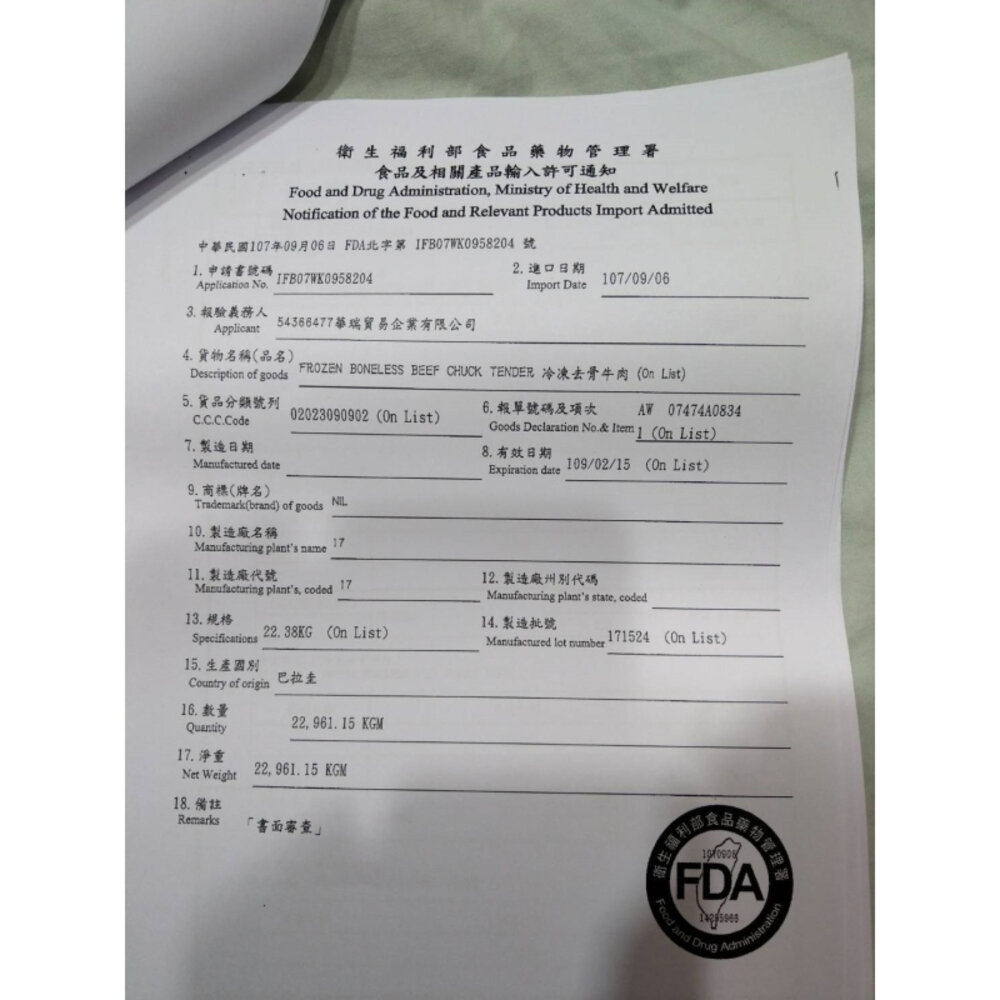 衛生福利部食品藥物管理署
食品及相關產品輸入許可通知
Food and Drug Administration, Ministry of Health and Welfare
Notification of the Food and Relevant Products Import Admitted
中華民國107年09月06日 FDA北字第 IFB07WK0958204 號
1. 申請書號碼 IFB07WK0958204 2. 進口日期 107/09/06
Application No. Import Date
3. 報驗義務人 54366477華瑞貿易企業有限公司
Applicant
4. 貨物名稱(品名) FROZEN BONELESS BEEF CHUCK TENDER 冷凍去骨牛肉 (On List)
Description of goods
5. 貨品分類號列 02023090902 (On List) 6. 報單號碼及項次 AW 07474A0834
C.C.C.Code Goods Declaration No.& Item 1 (On List)
7. 製造日期 8. 有效日期 109/02/15 (On List)
Manufactured date Expiration date
9. 商標(牌名) NIL
Trademark(brand) of goods
10. 製造廠名稱 17
Manufacturing plant's name
11. 製造廠代號 17 12. 製造廠州別代碼
Manufacturing plant's, coded Manufacturing plant's state, coded
13. 規格 22.38KG (On List) 14. 製造批號 171524 (On List)
Specifications Manufactured lot number
15. 生產國別 巴拉圭
Country of origin
16. 數量 22,961.15 KGM
Quantity
17. 淨重 22,961.15 KGM
Net Weight
18. 備註 「書面審查」
Remarks
衛生福利部食品藥物管理署
FDA
Food and Drug Administration